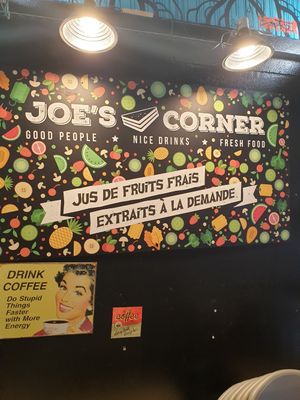 JOE'S CORNER
GOOD PEOPLE ★ NICE DRINKS ★ FRESH FOOD
JUS DE FRUITS FRAIS
EXTRAITS À LA DEMANDE
DRINK
COFFEE
Do Stupid
Things
Faster
with More
Energy
coffee